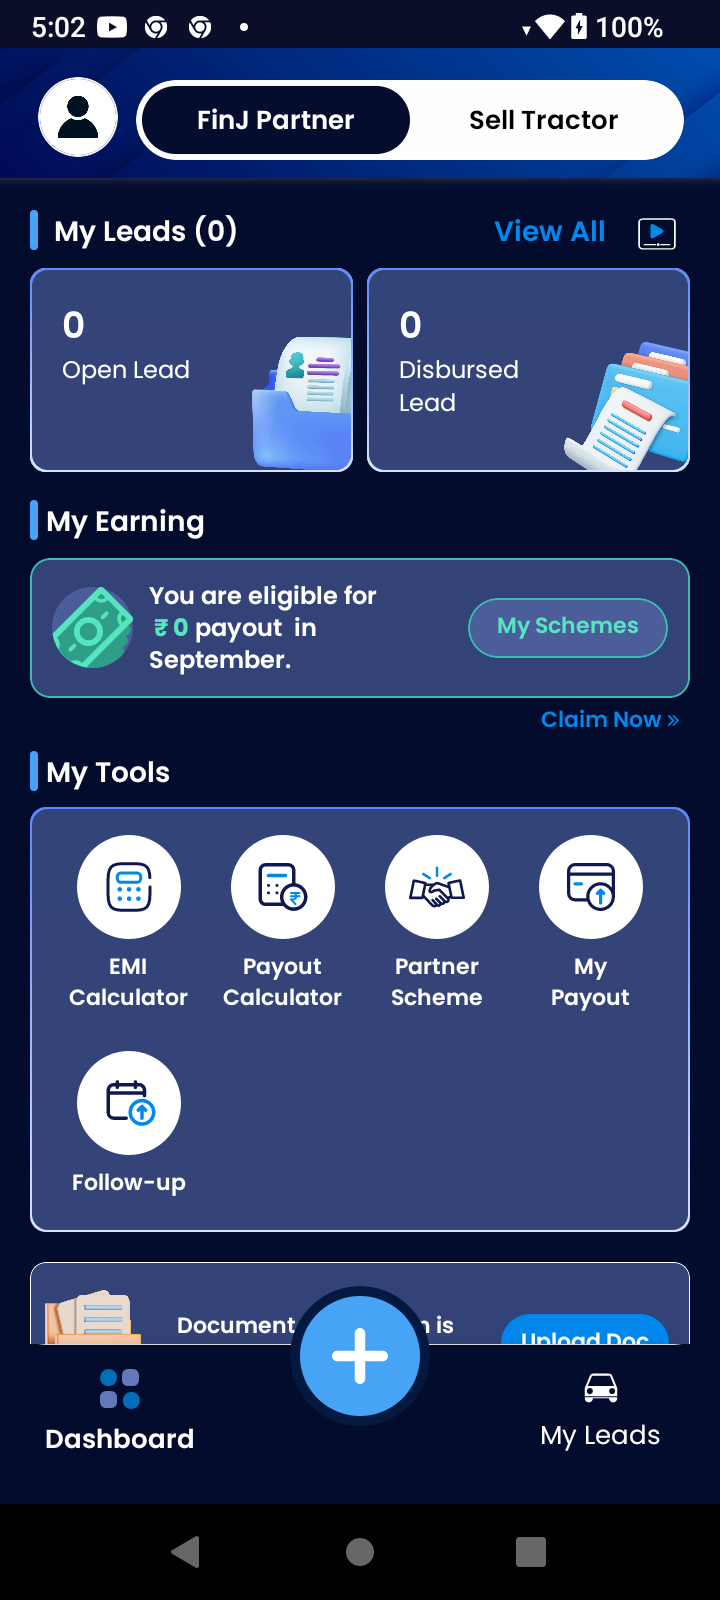 5:02
100%
FinJ Partner
Sell Tractor
My Leads (0)
View All
0
Open Lead
0
Disbursed
Lead
My Earning
You are eligible for
₹ 0 payout in
September.
My Schemes
Claim Now »
My Tools
EMI
Calculator
Payout
Calculator
Partner
Scheme
My
Payout
Follow-up
Document
is
Upload Doc
Dashboard
My Leads